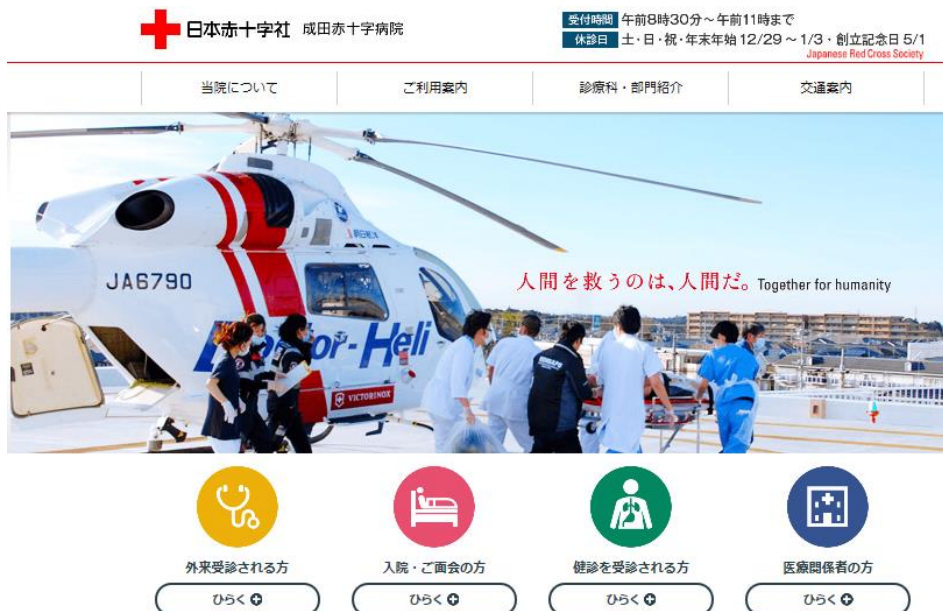 日本赤十字社 成田赤十字病院
受付時間 午前8時30分～午前11時まで
休診日 土・日・祝・年末年始 12/29 ～ 1/3・創立記念日 5/1
Japanese Red Cross Society
当院について
ご利用案内
診療科・部門紹介
交通案内
JA6790
人間を救うのは、人間だ。 Together for humanity
Doctor-Heli
VICTORINOX
外来受診される方
入院・ご面会の方
健診を受診される方
医療関係者の方
ひらく
ひらく
ひらく
ひらく